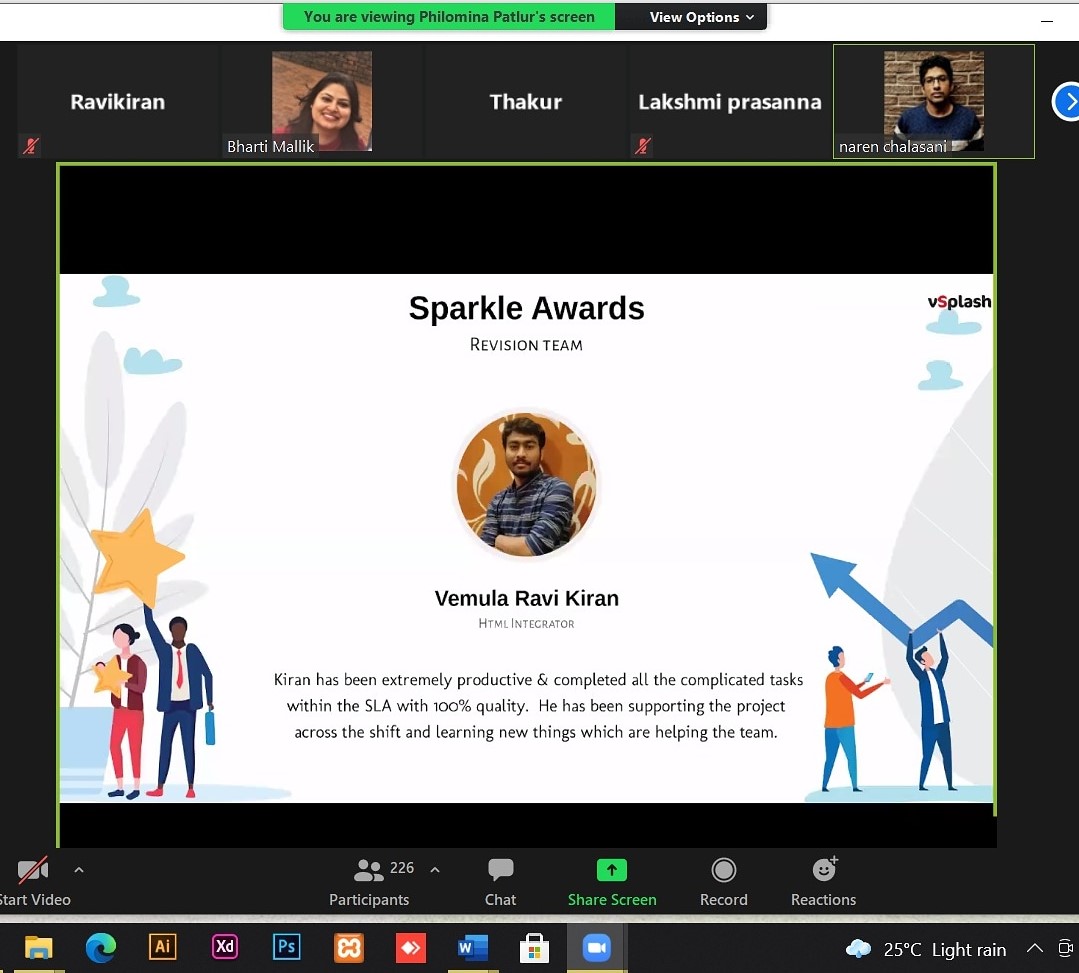 You are viewing Philomina Patlur's screen
View Options
Ravikiran
Bharti Mallik
Thakur
Lakshmi prasanna
naren chalasani
Sparkle Awards
vSplash
REVISION TEAM
Vemula Ravi Kiran
HTML INTEGRATOR
Kiran has been extremely productive & completed all the complicated tasks
within the SLA with 100% quality. He has been supporting the project
across the shift and learning new things which are helping the team.
226
Start Video
Participants
Chat
Share Screen
Record
Reactions
Ai
Xd
Ps
W
25°C Light rain